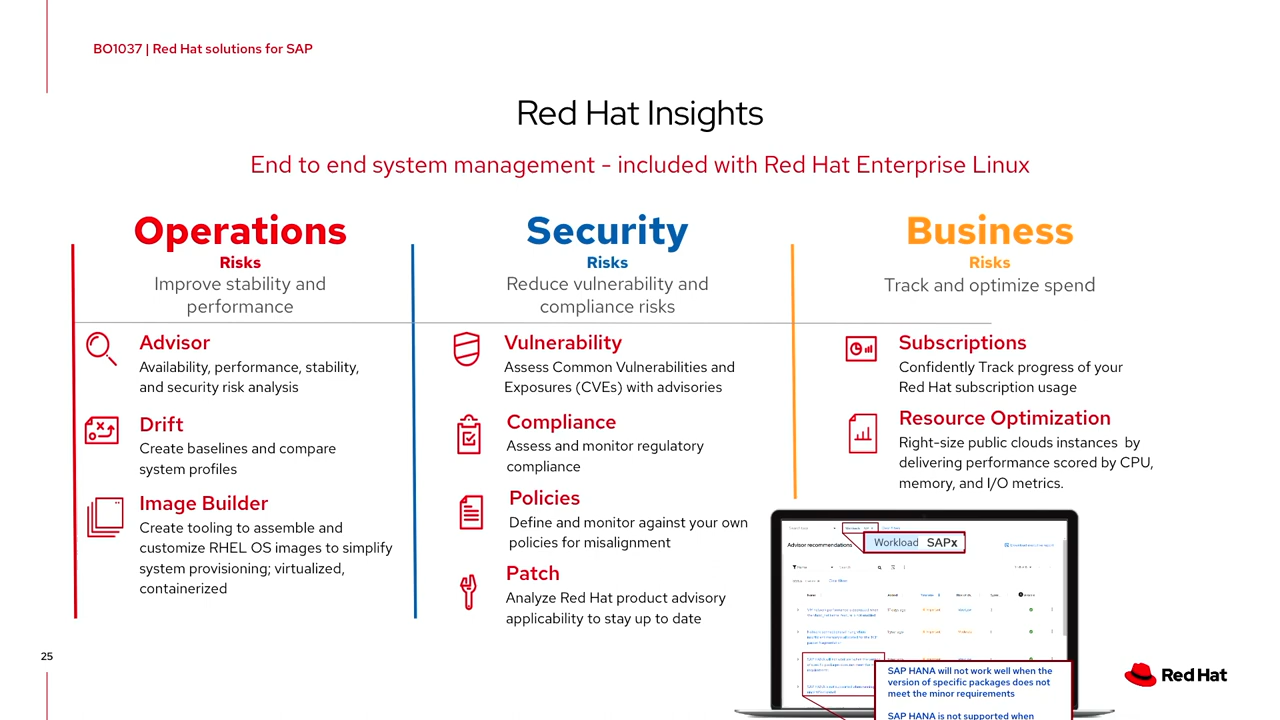 BO1037 | Red Hat solutions for SAP
Red Hat Insights
End to end system management - included with Red Hat Enterprise Linux
Operations
Risks
Improve stability and
performance
Advisor
Availability, performance, stability,
and security risk analysis
Drift
Create baselines and compare
system profiles
Image Builder
Create tooling to assemble and
customize RHEL OS images to simplify
system provisioning; virtualized,
containerized
Security
Risks
Reduce vulnerability and
compliance risks
Vulnerability
Assess Common Vulnerabilities and
Exposures (CVEs) with advisories
Compliance
Assess and monitor regulatory
compliance
Policies
Define and monitor against your own
policies for misalignment
Patch
Analyze Red Hat product advisory
applicability to stay up to date
Business
Risks
Track and optimize spend
Subscriptions
Confidently Track progress of your
Red Hat subscription usage
Resource Optimization
Right-size public clouds instances by
delivering performance scored by CPU,
memory, and I/O metrics.
Advisor recommendations
Workload SAPx
SAP HANA will not work well when the
version of specific packages does not
meet the minor requirements
SAP HANA is not supported when
25
Red Hat